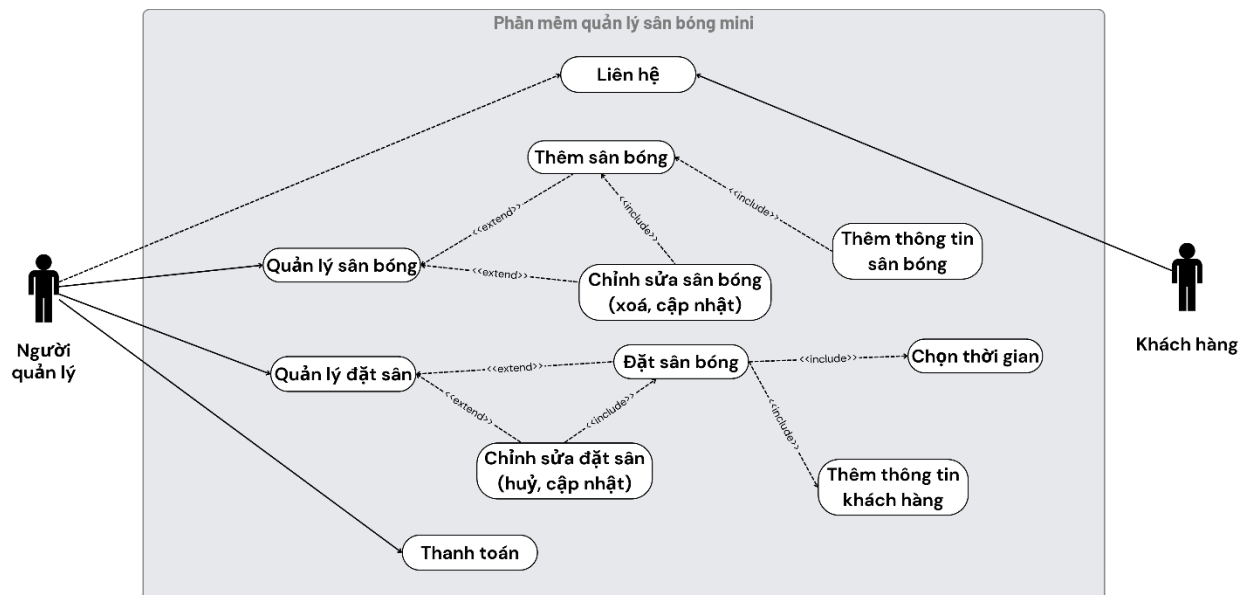 Phần mềm quản lý sân bóng mini
Liên hệ
Thêm sân bóng
<<extend>>
<<include>>
<<include>>
Thêm thông tin
sân bóng
Quản lý sân bóng
<<extend>>
Chỉnh sửa sân bóng
(xoá, cập nhật)
Người
quản lý
Khách hàng
Quản lý đặt sân
<<extend>>
Đặt sân bóng
<<include>>
Chọn thời gian
<<extend>>
<<include>>
<<include>>
Chỉnh sửa đặt sân
(huỷ, cập nhật)
Thêm thông tin
khách hàng
Thanh toán